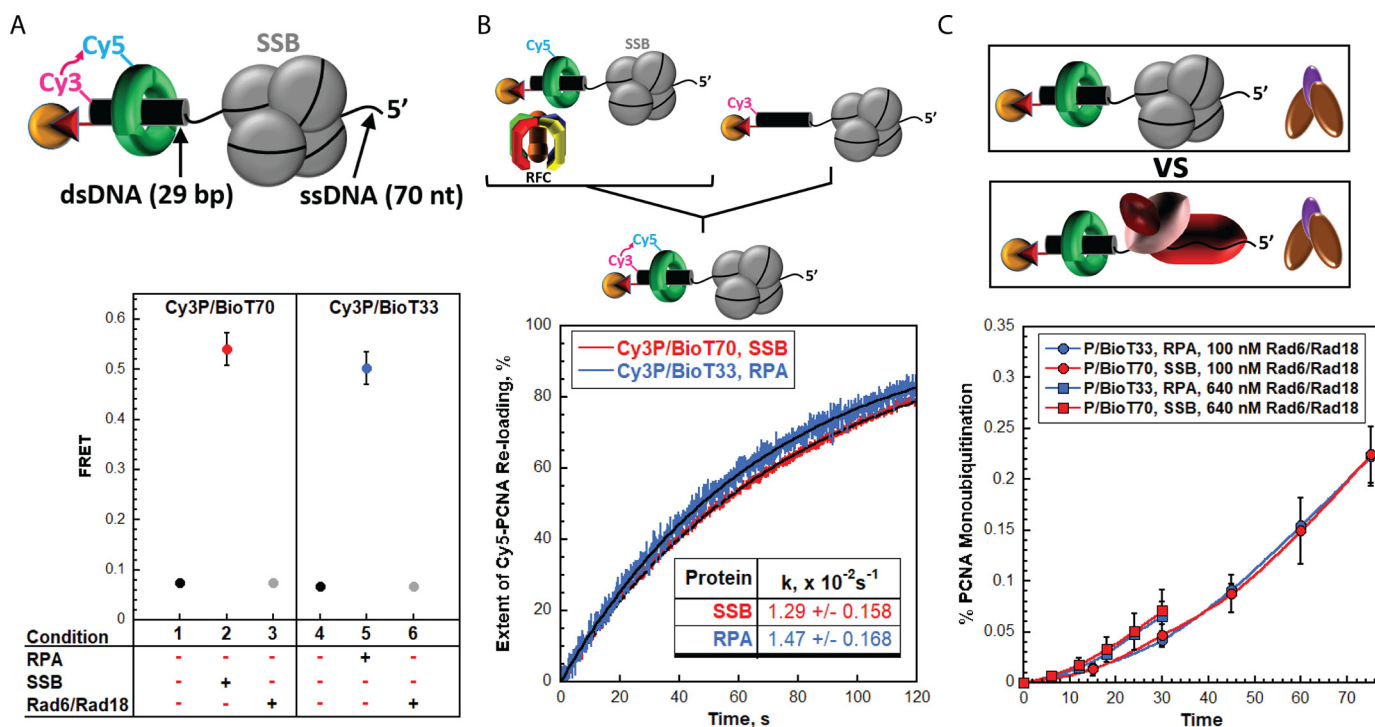 A
Cy5
Cy3
SSB
5’
dsDNA (29 bp)
ssDNA (70 nt)
Cy3P/BioT70
Cy3P/BioT33
0.6
0.5
0.4
0.3
0.2
0.1
0
FRET
Condition 1 2 3 4 5 6
RPA - - - - + -
SSB - + - - - -
Rad6/Rad18 - - + - - +
B
Cy5
SSB
5’
RFC
Cy3
5’
Cy5
Cy3
5’
Extent of Cy5-PCNA Re-loading, %
100
80
60
40
20
0
Cy3P/BioT70, SSB
Cy3P/BioT33, RPA
Protein k, x 10-2s-1
SSB 1.29 +/- 0.158
RPA 1.47 +/- 0.168
0 20 40 60 80 100 120
Time, s
C
5’
VS
5’
% PCNA Monoubiquitination
0.35
0.3
0.25
0.2
0.15
0.1
0.05
0
P/BioT33, RPA, 100 nM Rad6/Rad18
P/BioT70, SSB, 100 nM Rad6/Rad18
P/BioT33, RPA, 640 nM Rad6/Rad18
P/BioT70, SSB, 640 nM Rad6/Rad18
0 10 20 30 40 50 60 70
Time